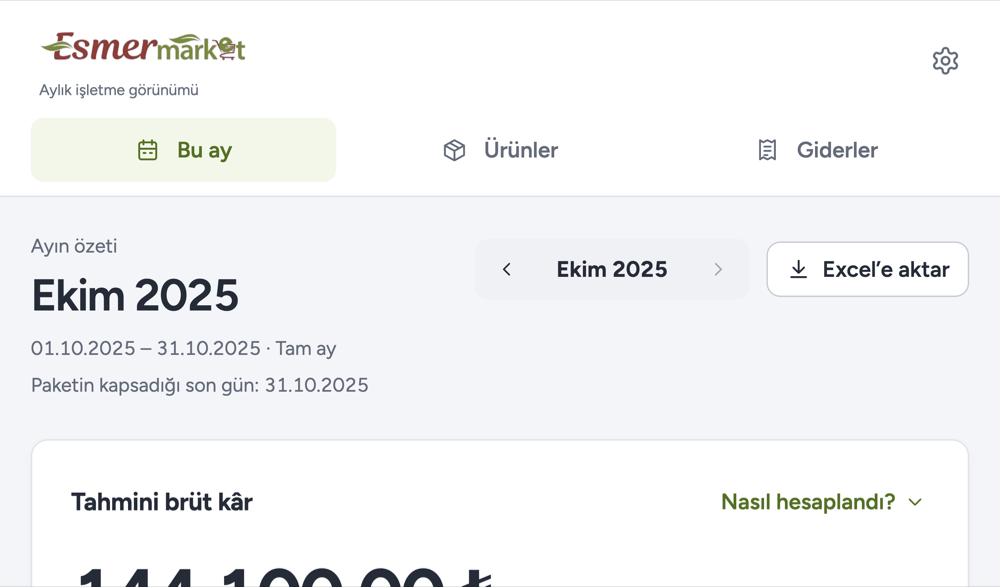 Esmermarket
Aylık işletme görünümü
Bu ay
Ürünler
Giderler
Ayın özeti
Ekim 2025
01.10.2025 – 31.10.2025 · Tam ay
Paketin kapsadığı son gün: 31.10.2025
Ekim 2025
Excel’e aktar
Tahmini brüt kâr
Nasıl hesaplandı?